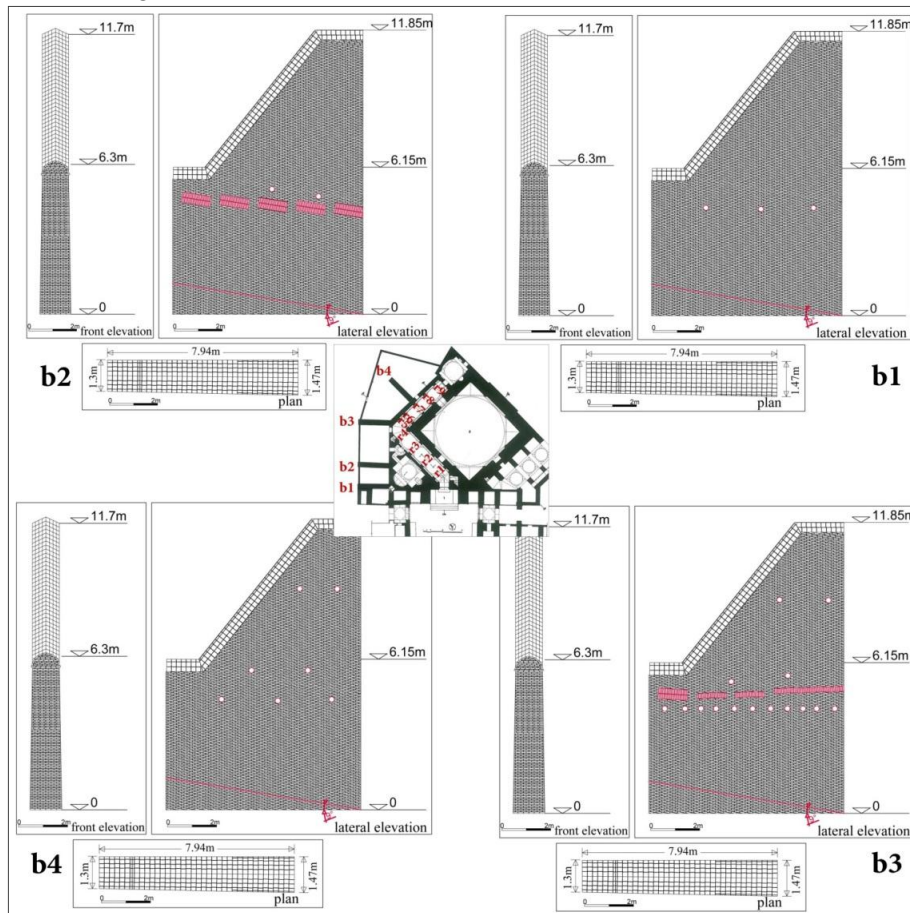 11.7m
6.3m
0
0 2m
front elevation
11.85m
6.15m
0
0 2m
lateral elevation
7.94m
1.3m
1.47m
0 2m
plan
b2
11.7m
6.3m
0
0 2m
front elevation
11.85m
6.15m
0
0 2m
lateral elevation
7.94m
1.3m
1.47m
0 2m
plan
b1
b4
b3
b2
b1
r4
r3
r2
r1
11.7m
6.3m
0
0 2m
front elevation
6.15m
0
0 2m
lateral elevation
7.94m
1.3m
1.47m
0 2m
plan
b4
11.7m
6.3m
0
0 2m
front elevation
11.85m
6.15m
0
0 2m
lateral elevation
7.94m
1.3m
1.47m
0 2m
plan
b3